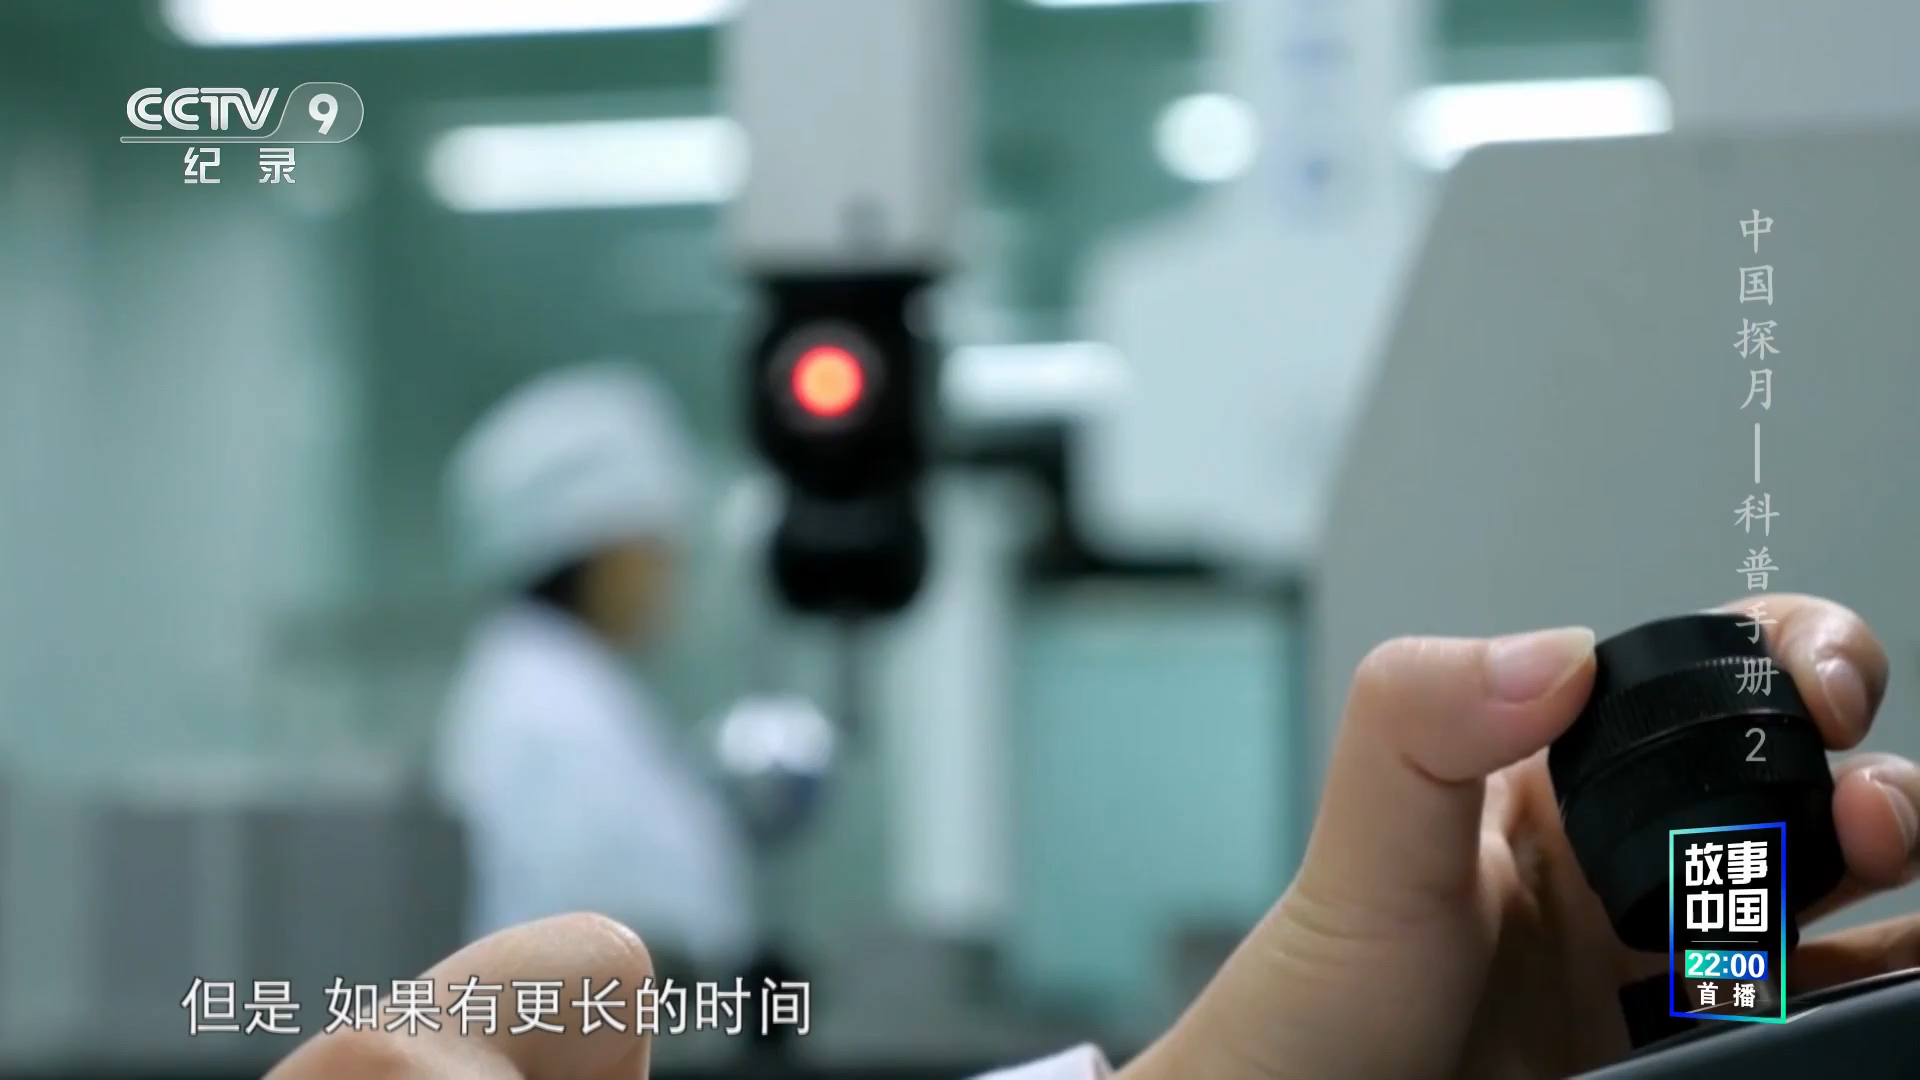 CCTV 9
纪录
中国探月—科普手册 2
故事
中国
22:00
首播
但是 如果有更长的时间